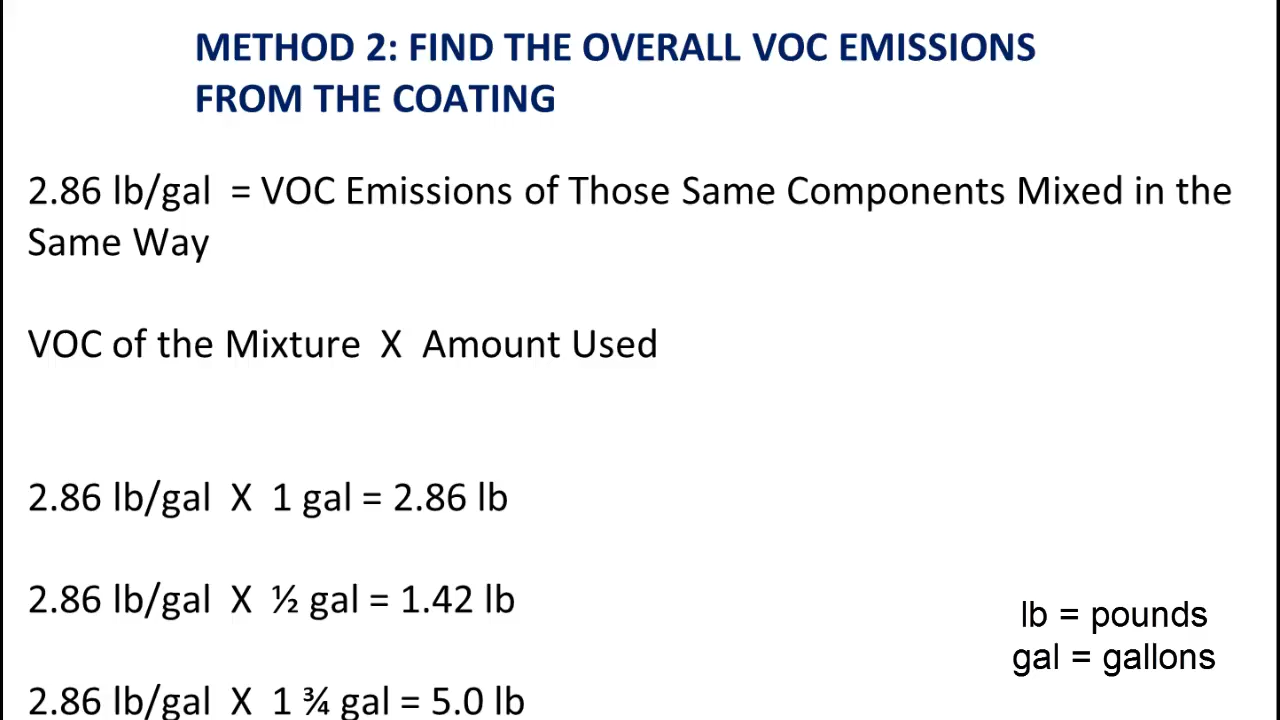 METHOD 2: FIND THE OVERALL VOC EMISSIONS
FROM THE COATING
2.86 lb/gal = VOC Emissions of Those Same Components Mixed in the
Same Way
VOC of the Mixture X Amount Used
2.86 lb/gal X 1 gal = 2.86 lb
2.86 lb/gal X ½ gal = 1.42 lb
lb = pounds
gal = gallons
2.86 lb/gal X 1 ¾ gal = 5.0 lb